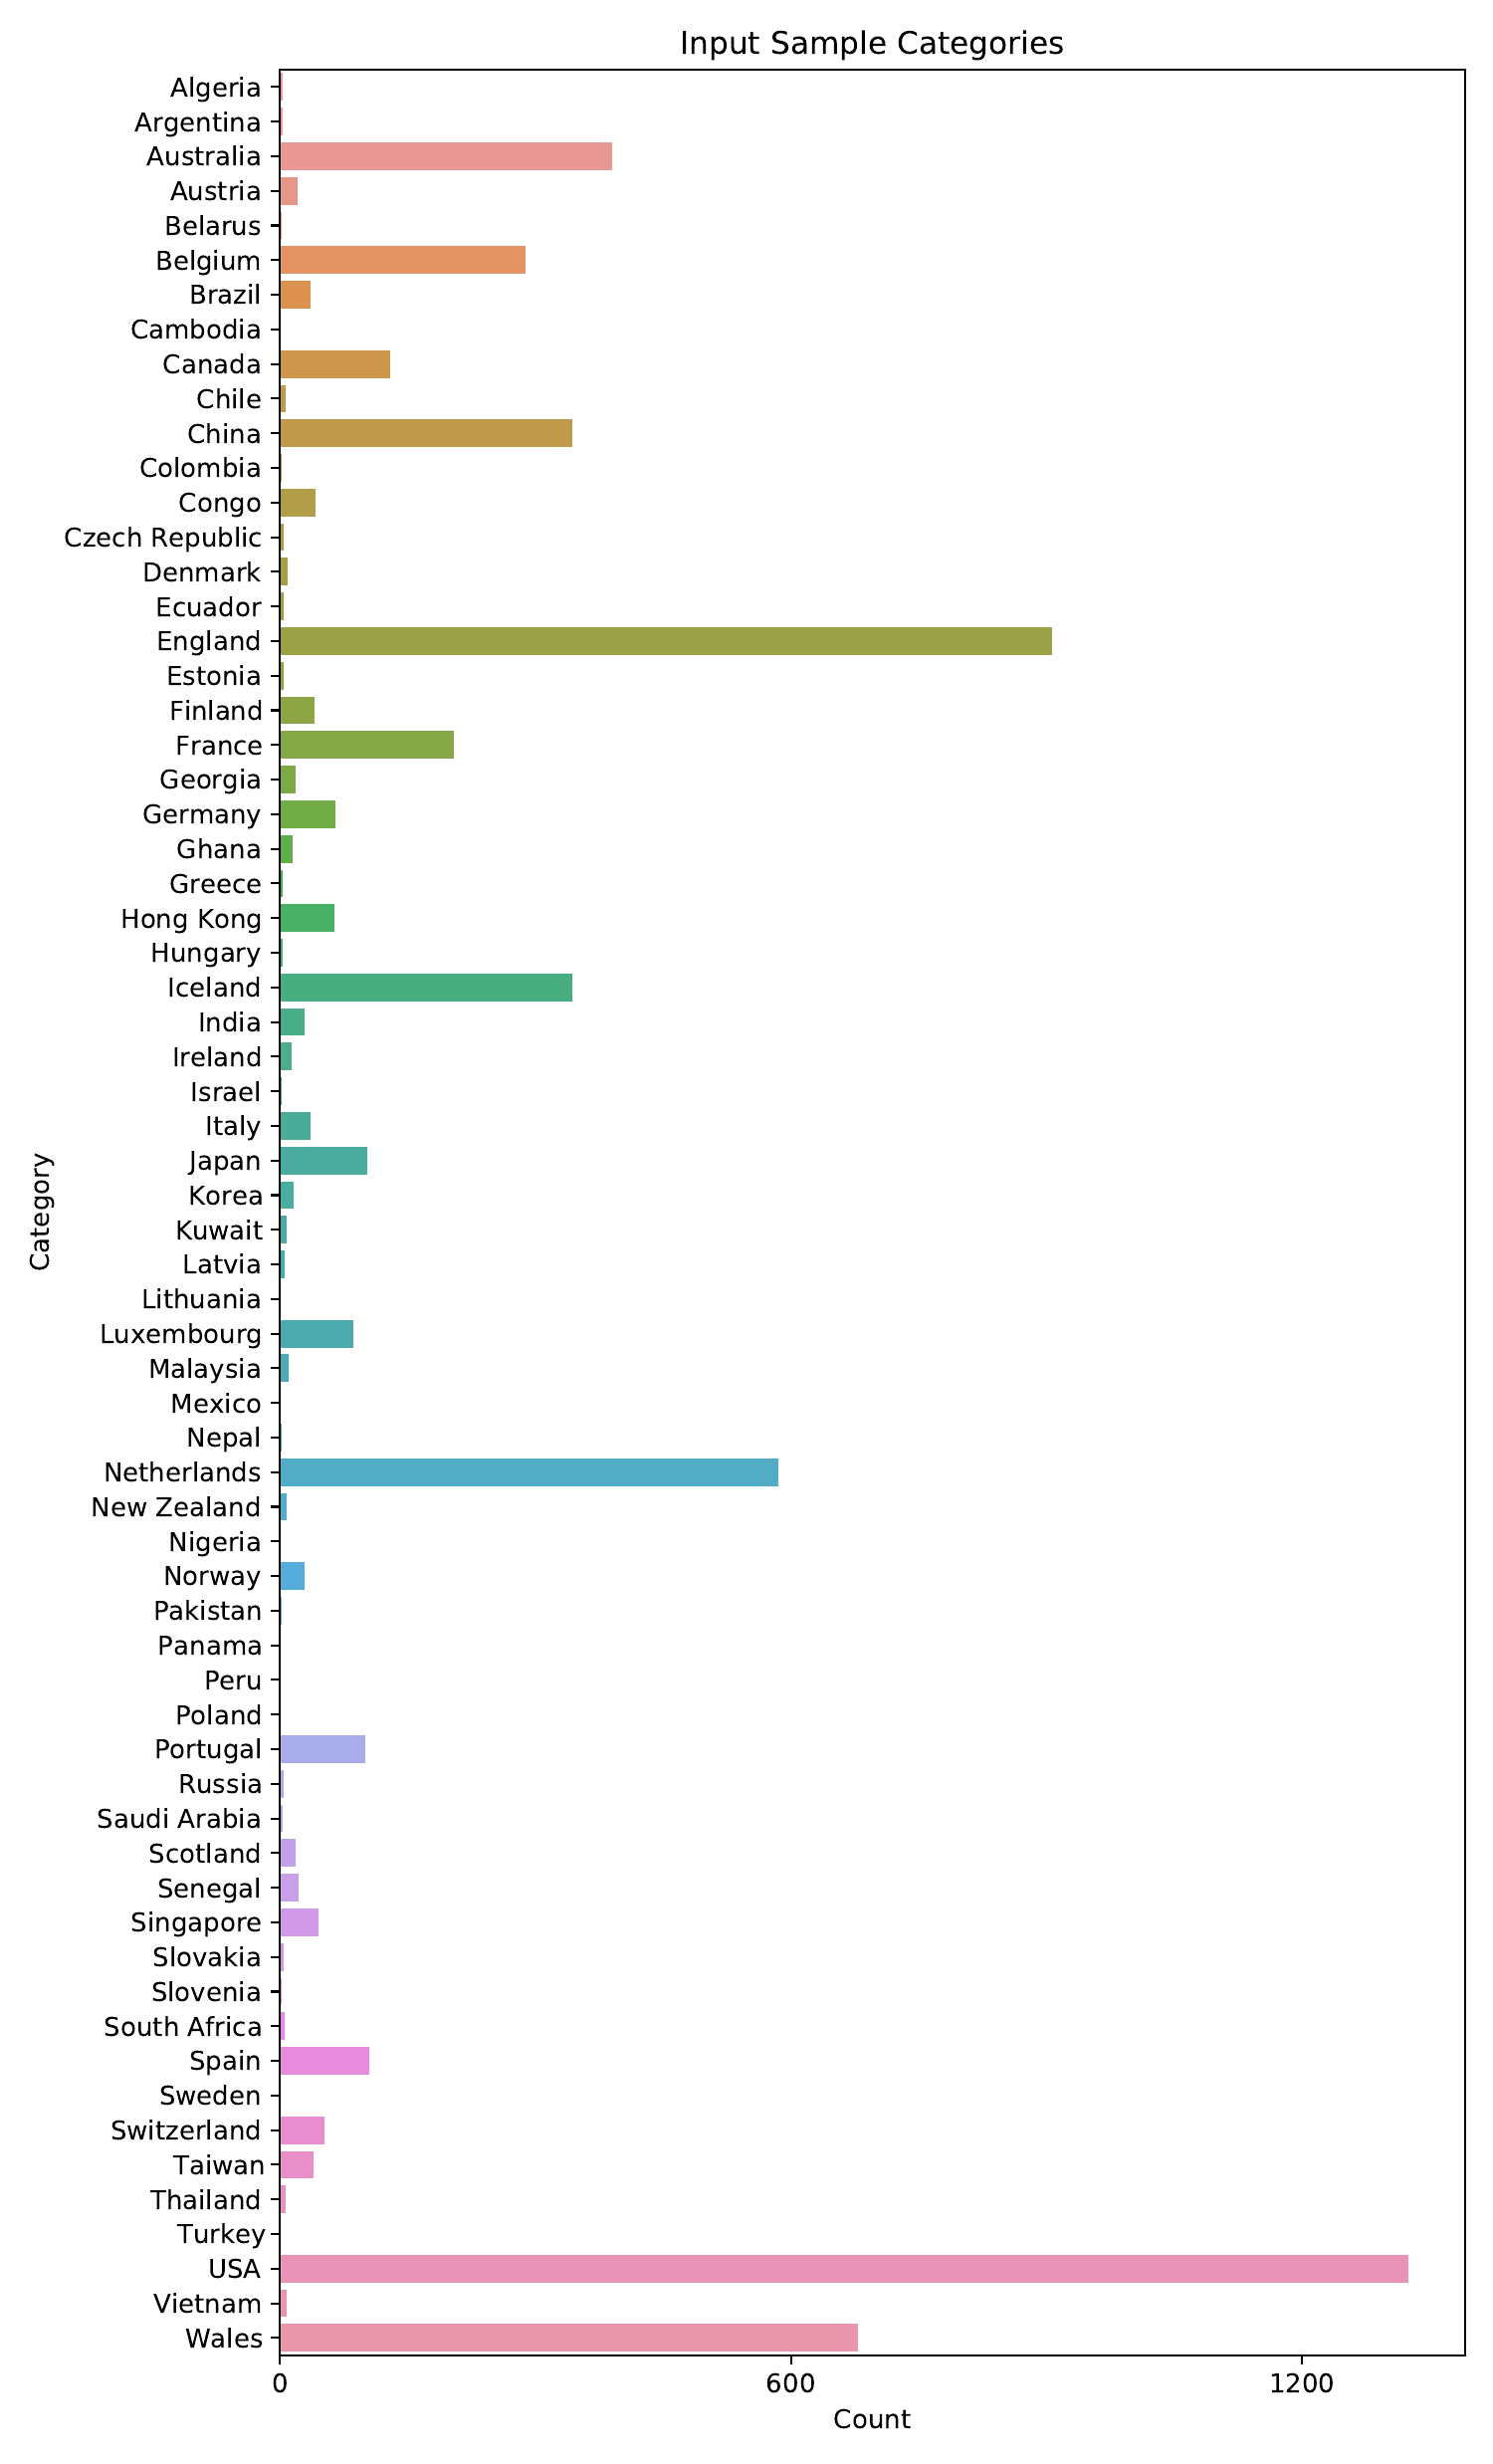 Input Sample Categories
Algeria
Argentina
Australia
Austria
Belarus
Belgium
Brazil
Cambodia
Canada
Chile
China
Colombia
Congo
Czech Republic
Denmark
Ecuador
England
Estonia
Finland
France
Georgia
Germany
Ghana
Greece
Hong Kong
Hungary
Iceland
India
Ireland
Israel
Italy
Japan
Korea
Kuwait
Latvia
Lithuania
Luxembourg
Malaysia
Mexico
Nepal
Netherlands
New Zealand
Nigeria
Norway
Pakistan
Panama
Peru
Poland
Portugal
Russia
Saudi Arabia
Scotland
Senegal
Singapore
Slovakia
Slovenia
South Africa
Spain
Sweden
Switzerland
Taiwan
Thailand
Turkey
USA
Vietnam
Wales
Category
0 600 1200
Count